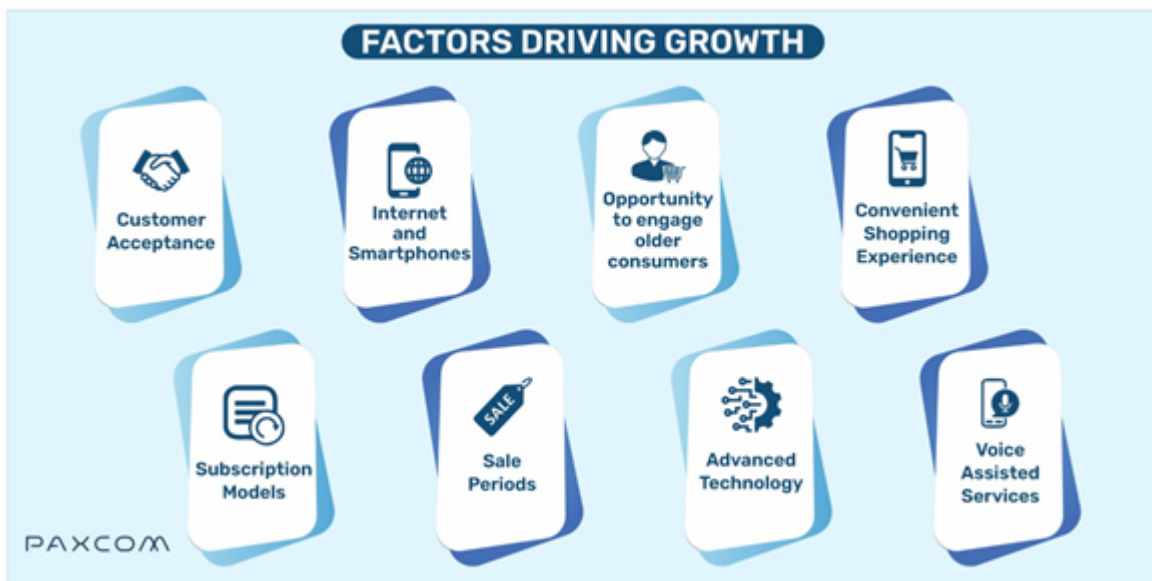 FACTORS DRIVING GROWTH
Customer
Acceptance
Internet
and
Smartphones
Opportunity
to engage
older
consumers
Convenient
Shopping
Experience
Subscription
Models
SALE
Sale
Periods
Advanced
Technology
Voice
Assisted
Services
PAXCOM